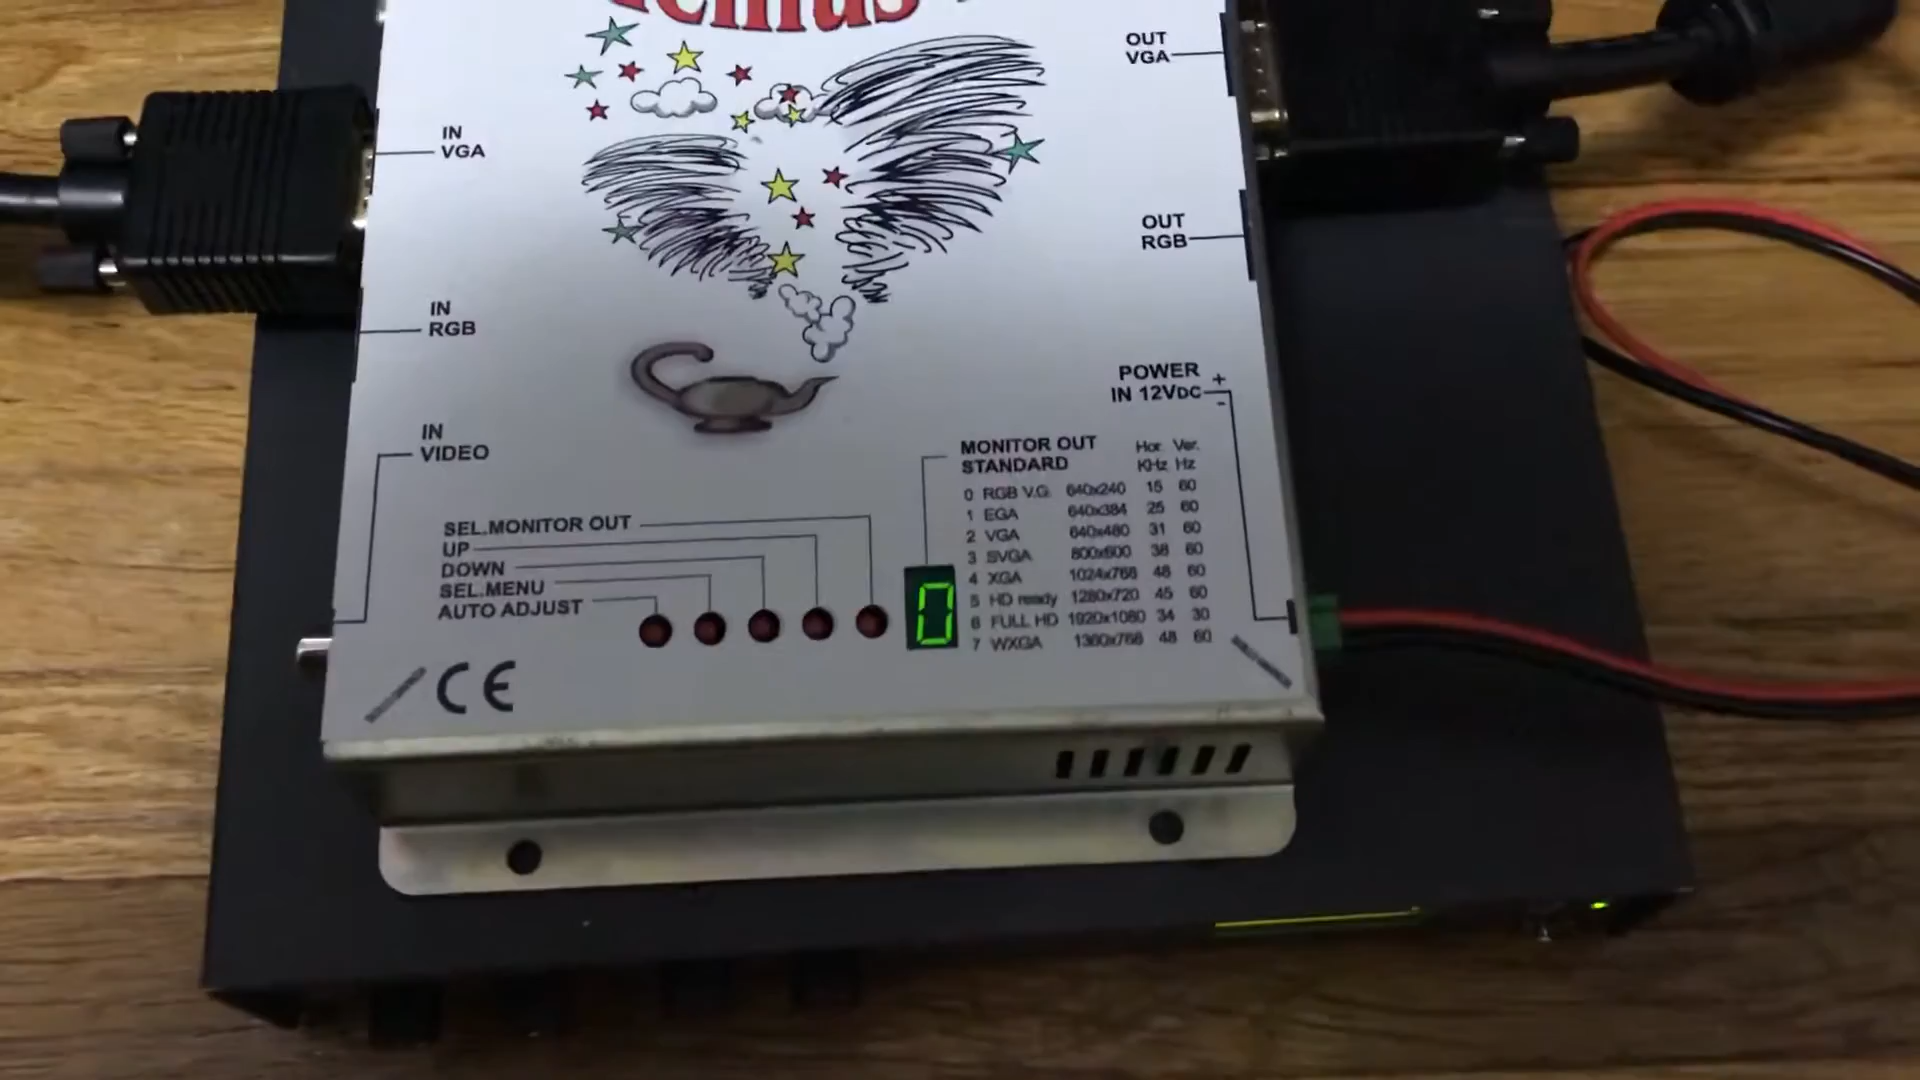 IN
VGA
IN
RGB
IN
VIDEO
OUT
VGA
OUT
RGB
POWER +
IN 12VDC -
SEL.MONITOR OUT
UP
DOWN
SEL.MENU
AUTO ADJUST
CE
0
MONITOR OUT Hor. Ver.
STANDARD KHz Hz
0 RGB V.G. 640x240 15 60
1 EGA 640x384 25 60
2 VGA 640x480 31 60
3 SVGA 800x600 38 60
4 XGA 1024x768 48 60
5 HD ready 1280x720 45 60
6 FULL HD 1920x1080 34 30
7 WXGA 1360x768 48 60